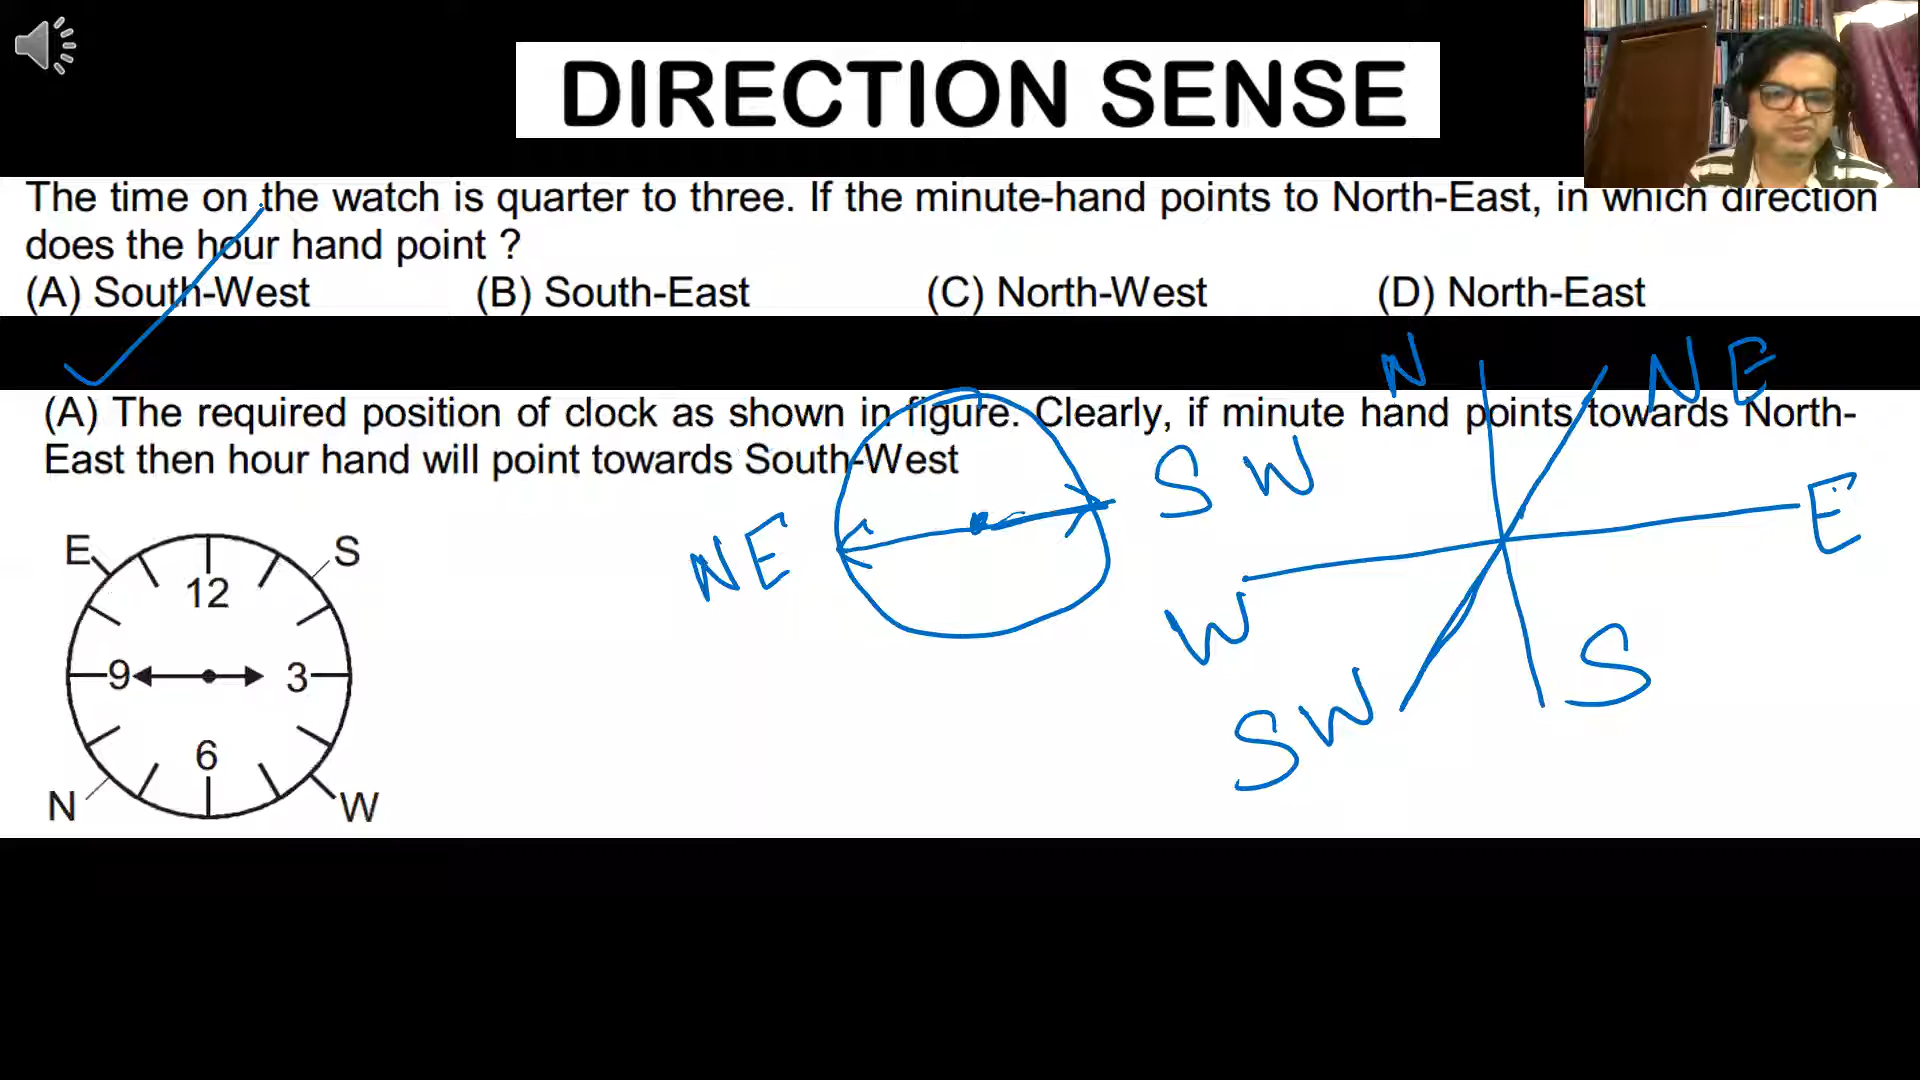 DIRECTION SENSE
The time on the watch is quarter to three. If the minute-hand points to North-East, in which direction
does the hour hand point ?
(A) South-West (B) South-East (C) North-West (D) North-East
N NE
(A) The required position of clock as shown in figure. Clearly, if minute hand points towards North-
East then hour hand will point towards South-West
SW
NE
E
W
S
SW
E S
12
9 3
6
N W